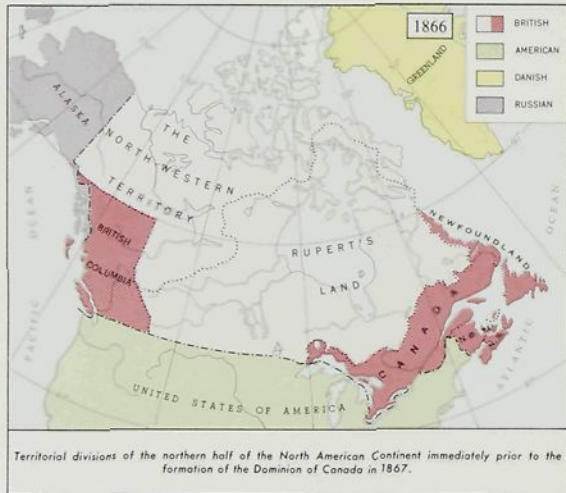 1866
BRITISH
AMERICAN
DANISH
RUSSIAN
GREENLAND
ALASKA
THE
NORTH-WESTERN
TERRITORY
BRITISH
COLUMBIA
RUPERT'S
LAND
NEWFOUNDLAND
CANADA
PACIFIC OCEAN
ATLANTIC OCEAN
UNITED STATES OF AMERICA
Territorial divisions of the northern half of the North American Continent immediately prior to the
formation of the Dominion of Canada in 1867.